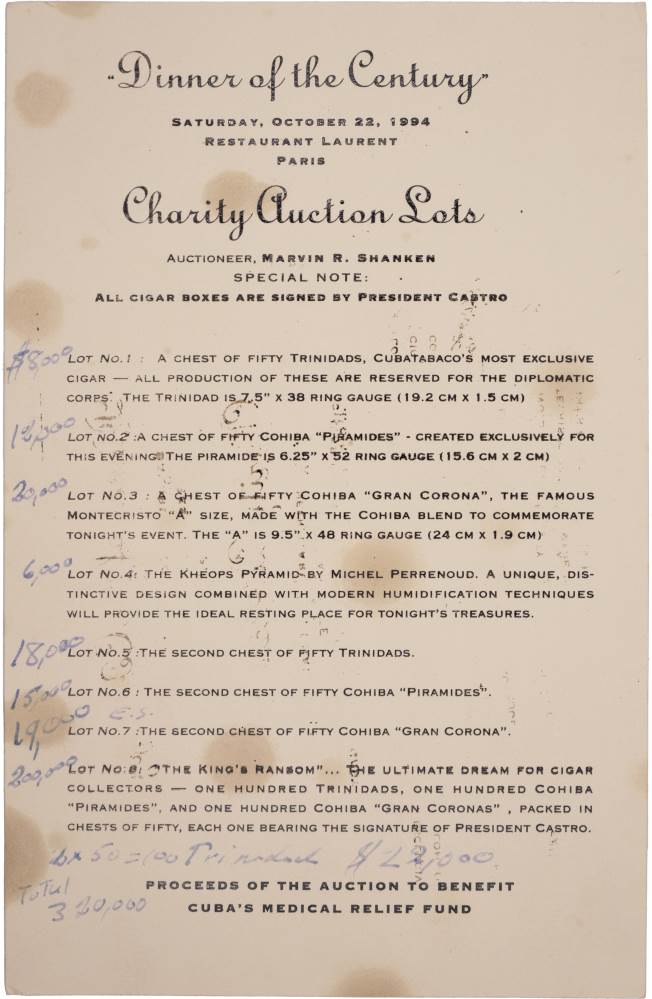 "Dinner of the Century"
SATURDAY, OCTOBER 22, 1994
RESTAURANT LAURENT
PARIS
Charity Auction Lots
AUCTIONEER, MARVIN R. SHANKEN
SPECIAL NOTE:
ALL CIGAR BOXES ARE SIGNED BY PRESIDENT CASTRO
$8,000 LOT NO.1 : A CHEST OF FIFTY TRINIDADS, CUBATABACO'S MOST EXCLUSIVE
CIGAR — ALL PRODUCTION OF THESE ARE RESERVED FOR THE DIPLOMATIC
CORPS. THE TRINIDAD IS 7.5" X 38 RING GAUGE (19.2 CM X 1.5 CM)
LOT NO.2 : A CHEST OF FIFTY COHIBA "PIRAMIDES" - CREATED EXCLUSIVELY FOR
THIS EVENING. THE PIRAMIDE IS 6.25" X 52 RING GAUGE (15.6 CM X 2 CM)
20,000 LOT NO.3 : A CHEST OF FIFTY COHIBA "GRAN CORONA", THE FAMOUS
MONTECRISTO "A" SIZE, MADE WITH THE COHIBA BLEND TO COMMEMORATE
TONIGHT'S EVENT. THE "A" IS 9.5" X 48 RING GAUGE (24 CM X 1.9 CM)
6,000 LOT NO.4: THE KHEOPS PYRAMID BY MICHEL PERRENOUD. A UNIQUE, DIS-
TINCTIVE DESIGN COMBINED WITH MODERN HUMIDIFICATION TECHNIQUES
WILL PROVIDE THE IDEAL RESTING PLACE FOR TONIGHT'S TREASURES.
18,000 LOT NO.5 : THE SECOND CHEST OF FIFTY TRINIDADS.
15,000 LOT NO.6 : THE SECOND CHEST OF FIFTY COHIBA "PIRAMIDES".
19,000 E.S.
LOT NO.7 : THE SECOND CHEST OF FIFTY COHIBA "GRAN CORONA".
200,000 LOT NO.8: "THE KING'S RANSOM"... THE ULTIMATE DREAM FOR CIGAR
COLLECTORS — ONE HUNDRED TRINIDADS, ONE HUNDRED COHIBA
"PIRAMIDES", AND ONE HUNDRED COHIBA "GRAN CORONAS" , PACKED IN
CHESTS OF FIFTY, EACH ONE BEARING THE SIGNATURE OF PRESIDENT CASTRO.
x 50 = 100 Trinidad
Total
320,000
PROCEEDS OF THE AUCTION TO BENEFIT
CUBA'S MEDICAL RELIEF FUND